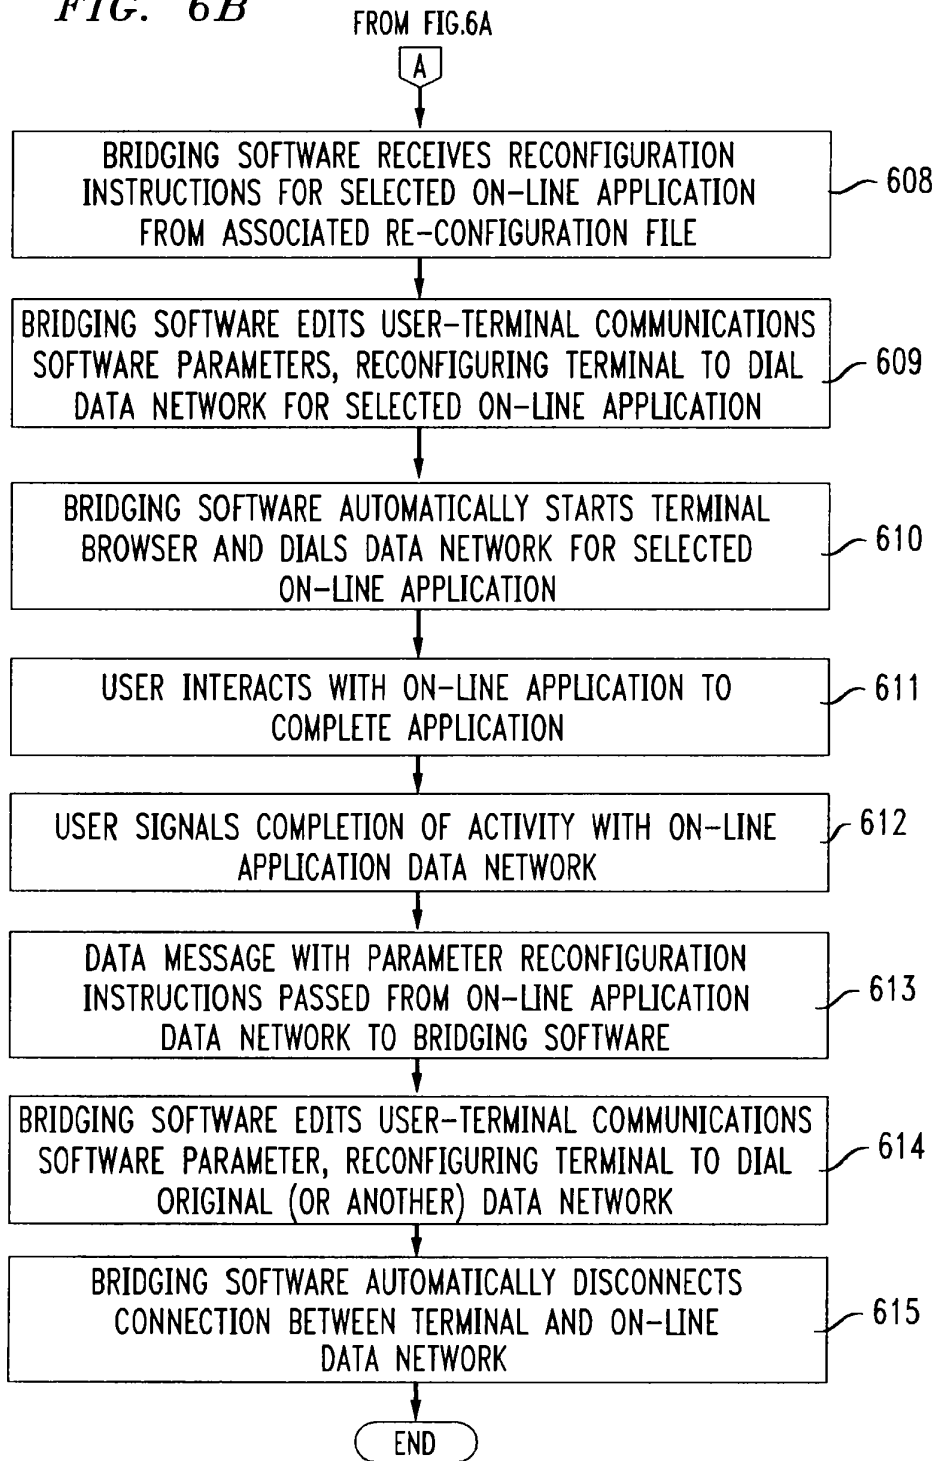 FIG. 6B
FROM FIG.6A
A
BRIDGING SOFTWARE RECEIVES RECONFIGURATION
INSTRUCTIONS FOR SELECTED ON-LINE APPLICATION
FROM ASSOCIATED RE-CONFIGURATION FILE
608
BRIDGING SOFTWARE EDITS USER-TERMINAL COMMUNICATIONS
SOFTWARE PARAMETERS, RECONFIGURING TERMINAL TO DIAL
DATA NETWORK FOR SELECTED ON-LINE APPLICATION
609
BRIDGING SOFTWARE AUTOMATICALLY STARTS TERMINAL
BROWSER AND DIALS DATA NETWORK FOR SELECTED
ON-LINE APPLICATION
610
USER INTERACTS WITH ON-LINE APPLICATION TO
COMPLETE APPLICATION
611
USER SIGNALS COMPLETION OF ACTIVITY WITH ON-LINE
APPLICATION DATA NETWORK
612
DATA MESSAGE WITH PARAMETER RECONFIGURATION
INSTRUCTIONS PASSED FROM ON-LINE APPLICATION
DATA NETWORK TO BRIDGING SOFTWARE
613
BRIDGING SOFTWARE EDITS USER-TERMINAL COMMUNICATIONS
SOFTWARE PARAMETER, RECONFIGURING TERMINAL TO DIAL
ORIGINAL (OR ANOTHER) DATA NETWORK
614
BRIDGING SOFTWARE AUTOMATICALLY DISCONNECTS
CONNECTION BETWEEN TERMINAL AND ON-LINE
DATA NETWORK
615
END